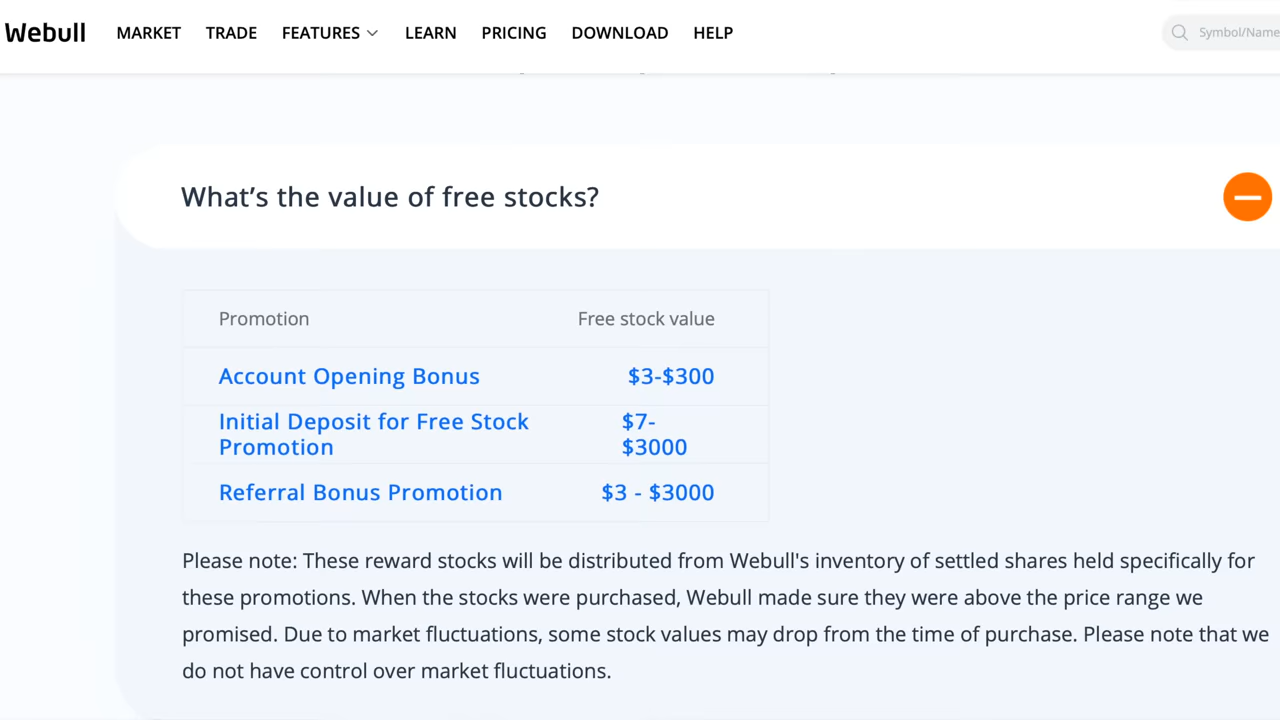 Webull MARKET TRADE FEATURES LEARN PRICING DOWNLOAD HELP Symbol/Name
What’s the value of free stocks?
Promotion Free stock value
Account Opening Bonus $3-$300
Initial Deposit for Free Stock $7-
Promotion $3000
Referral Bonus Promotion $3 - $3000
Please note: These reward stocks will be distributed from Webull's inventory of settled shares held specifically for
these promotions. When the stocks were purchased, Webull made sure they were above the price range we
promised. Due to market fluctuations, some stock values may drop from the time of purchase. Please note that we
do not have control over market fluctuations.